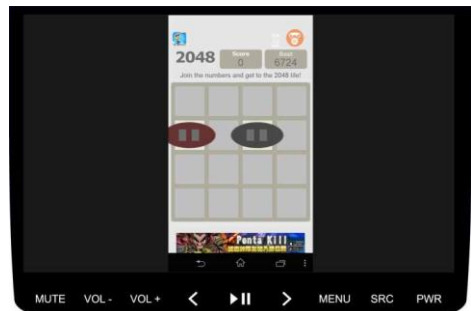 2048
Score
0
Best
6724
Join the numbers and get to the 2048 tile!
Penta Kill
MUTE VOL - VOL + MENU SRC PWR